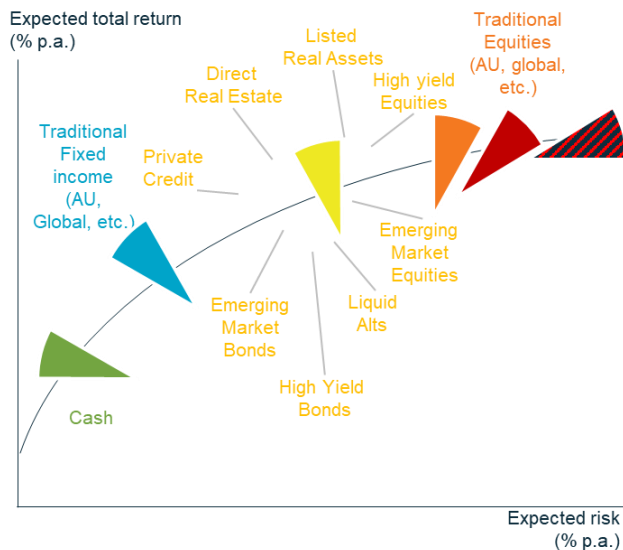 Expected total return
(% p.a.)
Listed
Real Assets
Traditional
Equities
(AU, global,
etc.)
Direct
Real Estate
High yield
Equities
Traditional
Fixed
income
(AU,
Global, etc.)
Private
Credit
Emerging
Market
Equities
Emerging
Market
Bonds
Liquid
Alts
High Yield
Bonds
Cash
Expected risk
(% p.a.)